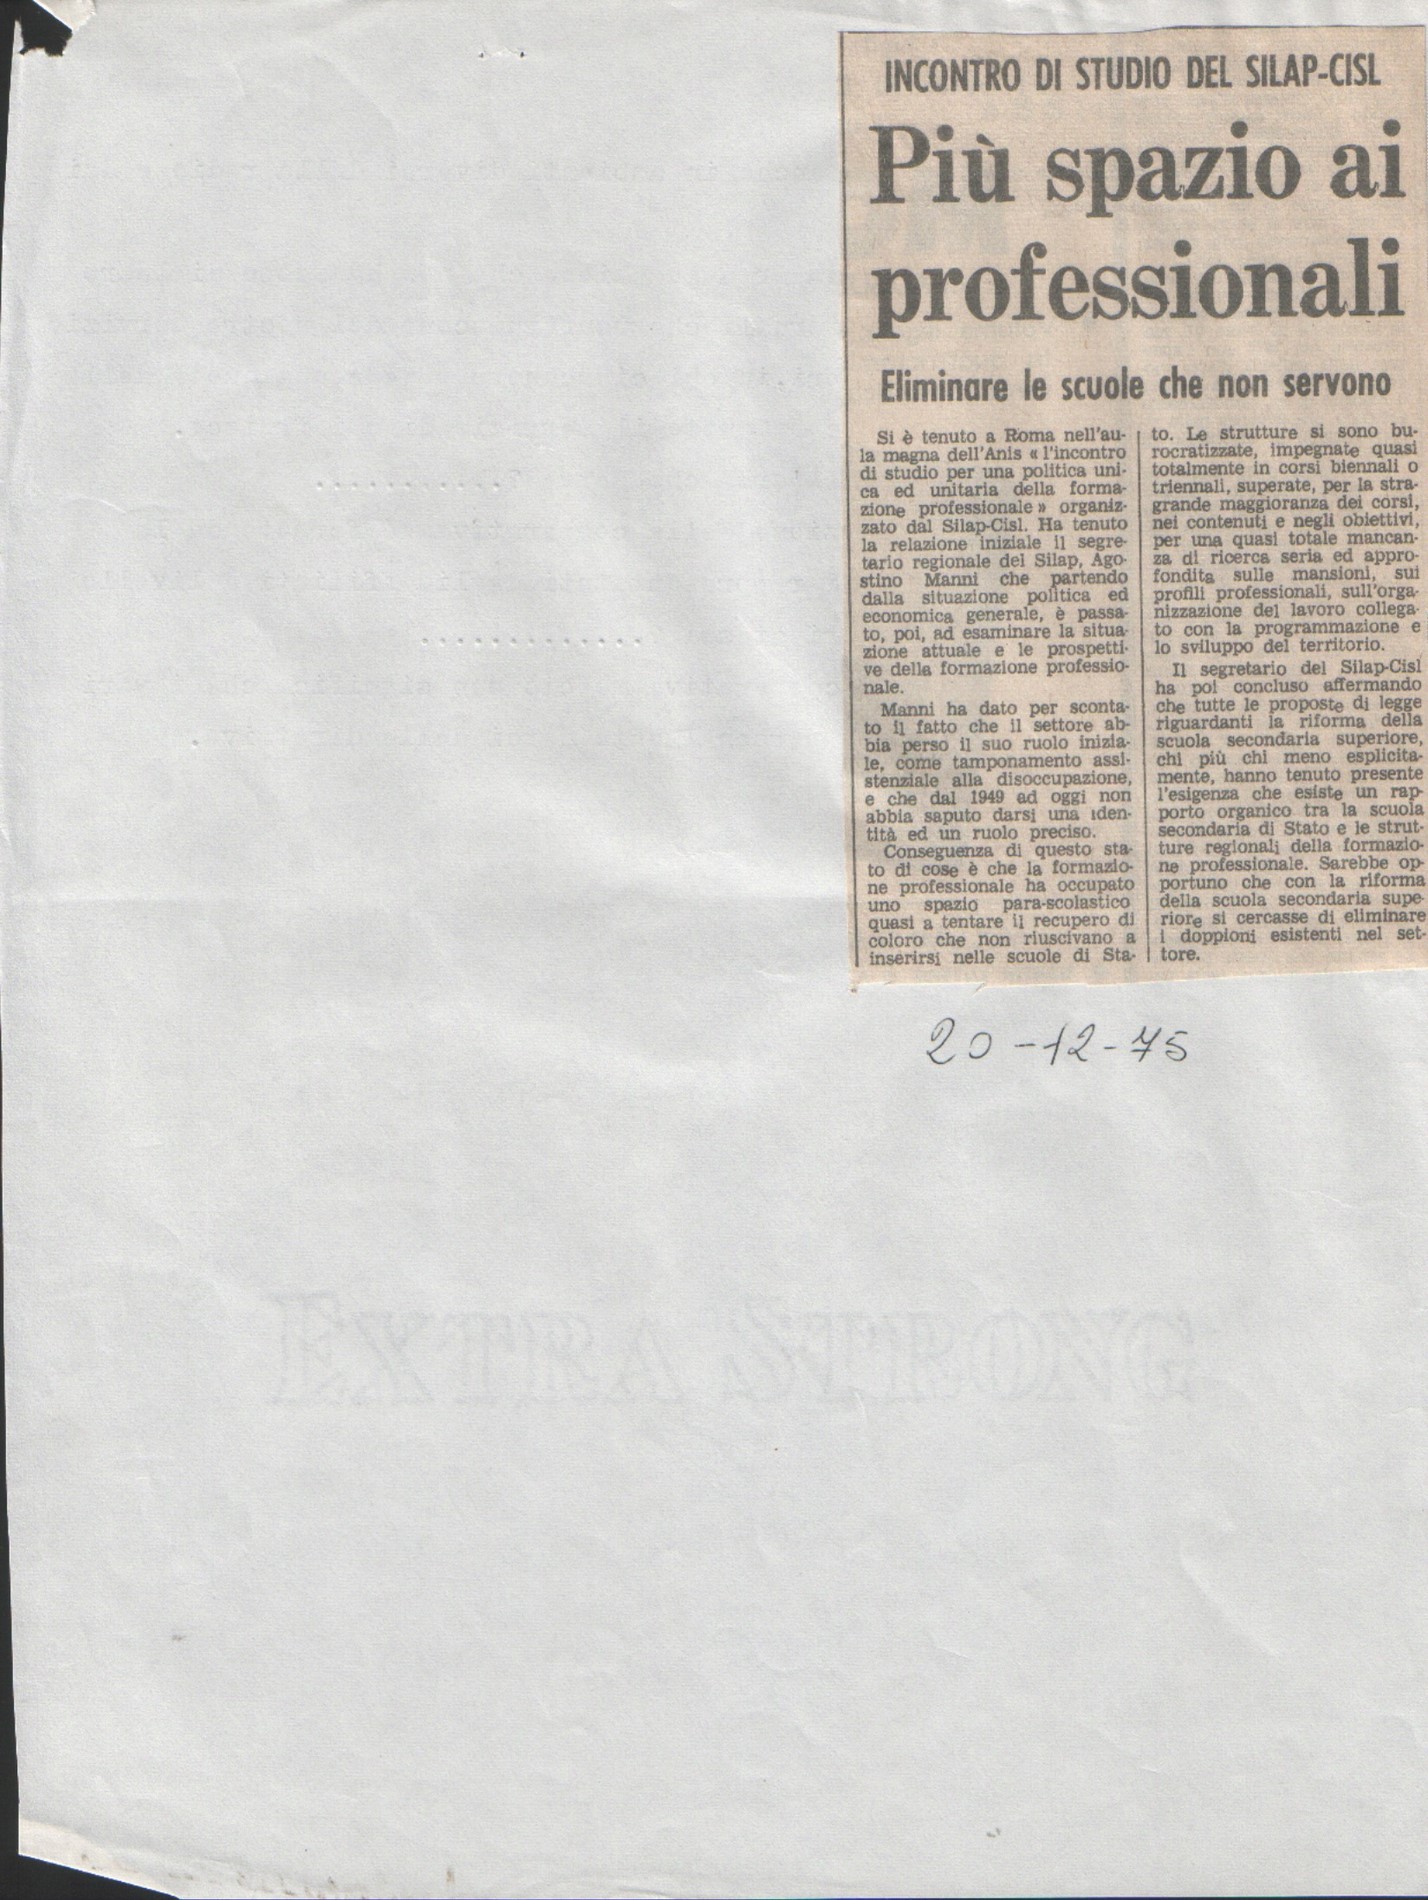 INCONTRO DI STUDIO DEL SILAP-CISL
Più spazio ai
professionali
Eliminare le scuole che non servono
Si è tenuto a Roma nell'au-
la magna dell'Anis « l'incontro
di studio per una politica uni-
ca ed unitaria della forma-
zione professionale » organiz-
zato dal Silap-Cisl. Ha tenuto
la relazione iniziale il segre-
tario regionale del Silap, Ago-
stino Manni che partendo
dalla situazione politica ed
economica generale, è passa-
to, poi, ad esaminare la situa-
zione attuale e le prospetti-
ve della formazione professio-
nale.
Manni ha dato per sconta-
to il fatto che il settore ab-
bia perso il suo ruolo inizia-
le, come tamponamento assi-
stenziale alla disoccupazione,
e che dal 1949 ad oggi non
abbia saputo darsi una iden-
tità ed un ruolo preciso.
Conseguenza di questo sta-
to di cose è che la formazio-
ne professionale ha occupato
uno spazio para-scolastico
quasi a tentare il recupero di
coloro che non riuscivano a
inserirsi nelle scuole di Sta-
to. Le strutture si sono bu-
rocratizzate, impegnate quasi
totalmente in corsi biennali o
triennali, superate, per la stra-
grande maggioranza dei corsi,
nei contenuti e negli obiettivi,
per una quasi totale mancan-
za di ricerca seria ed appro-
fondita sulle mansioni, sui
profili professionali, sull'orga-
nizzazione del lavoro collega-
to con la programmazione e
lo sviluppo del territorio.
Il segretario del Silap-Cisl
ha poi concluso affermando
che tutte le proposte di legge
riguardanti la riforma della
scuola secondaria superiore,
chi più chi meno esplicita-
mente, hanno tenuto presente
l'esigenza che esiste un rap-
porto organico tra la scuola
secondaria di Stato e le strut-
ture regionali della formazio-
ne professionale. Sarebbe op-
portuno che con la riforma
della scuola secondaria supe-
riore si cercasse di eliminare
i doppioni esistenti nel set-
tore.
20-12-75
EXTRA STRONG